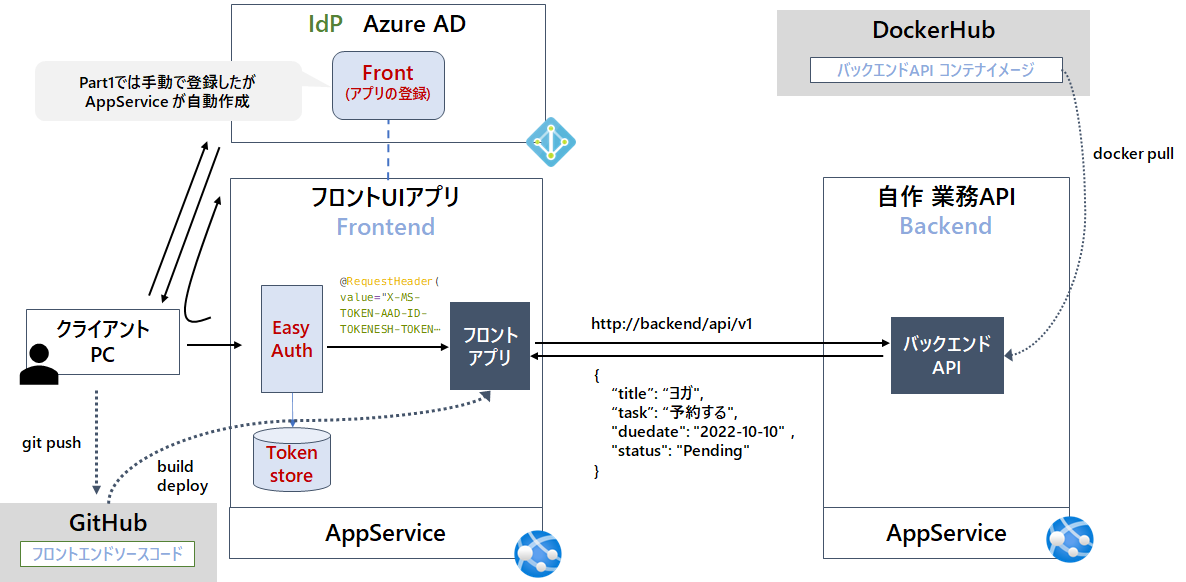 IdP Azure AD
Front
(アプリの登録)
Part1では手動で登録したが
AppService が自動作成
DockerHub
バックエンドAPI コンテナイメージ
docker pull
フロントUIアプリ
Frontend
自作 業務API
Backend
クライアント
PC
Easy
Auth
@RequestHeader(
value="X-MS-
TOKEN-AAD-ID-
TOKENESH-TOKEN…
フロント
アプリ
http://backend/api/v1
バックエンド
API
{
"title": "ヨガ",
"task": "予約する",
"duedate": "2022-10-10" ,
"status": "Pending"
}
git push
build
deploy
Token
store
GitHub
フロントエンドソースコード
AppService
AppService